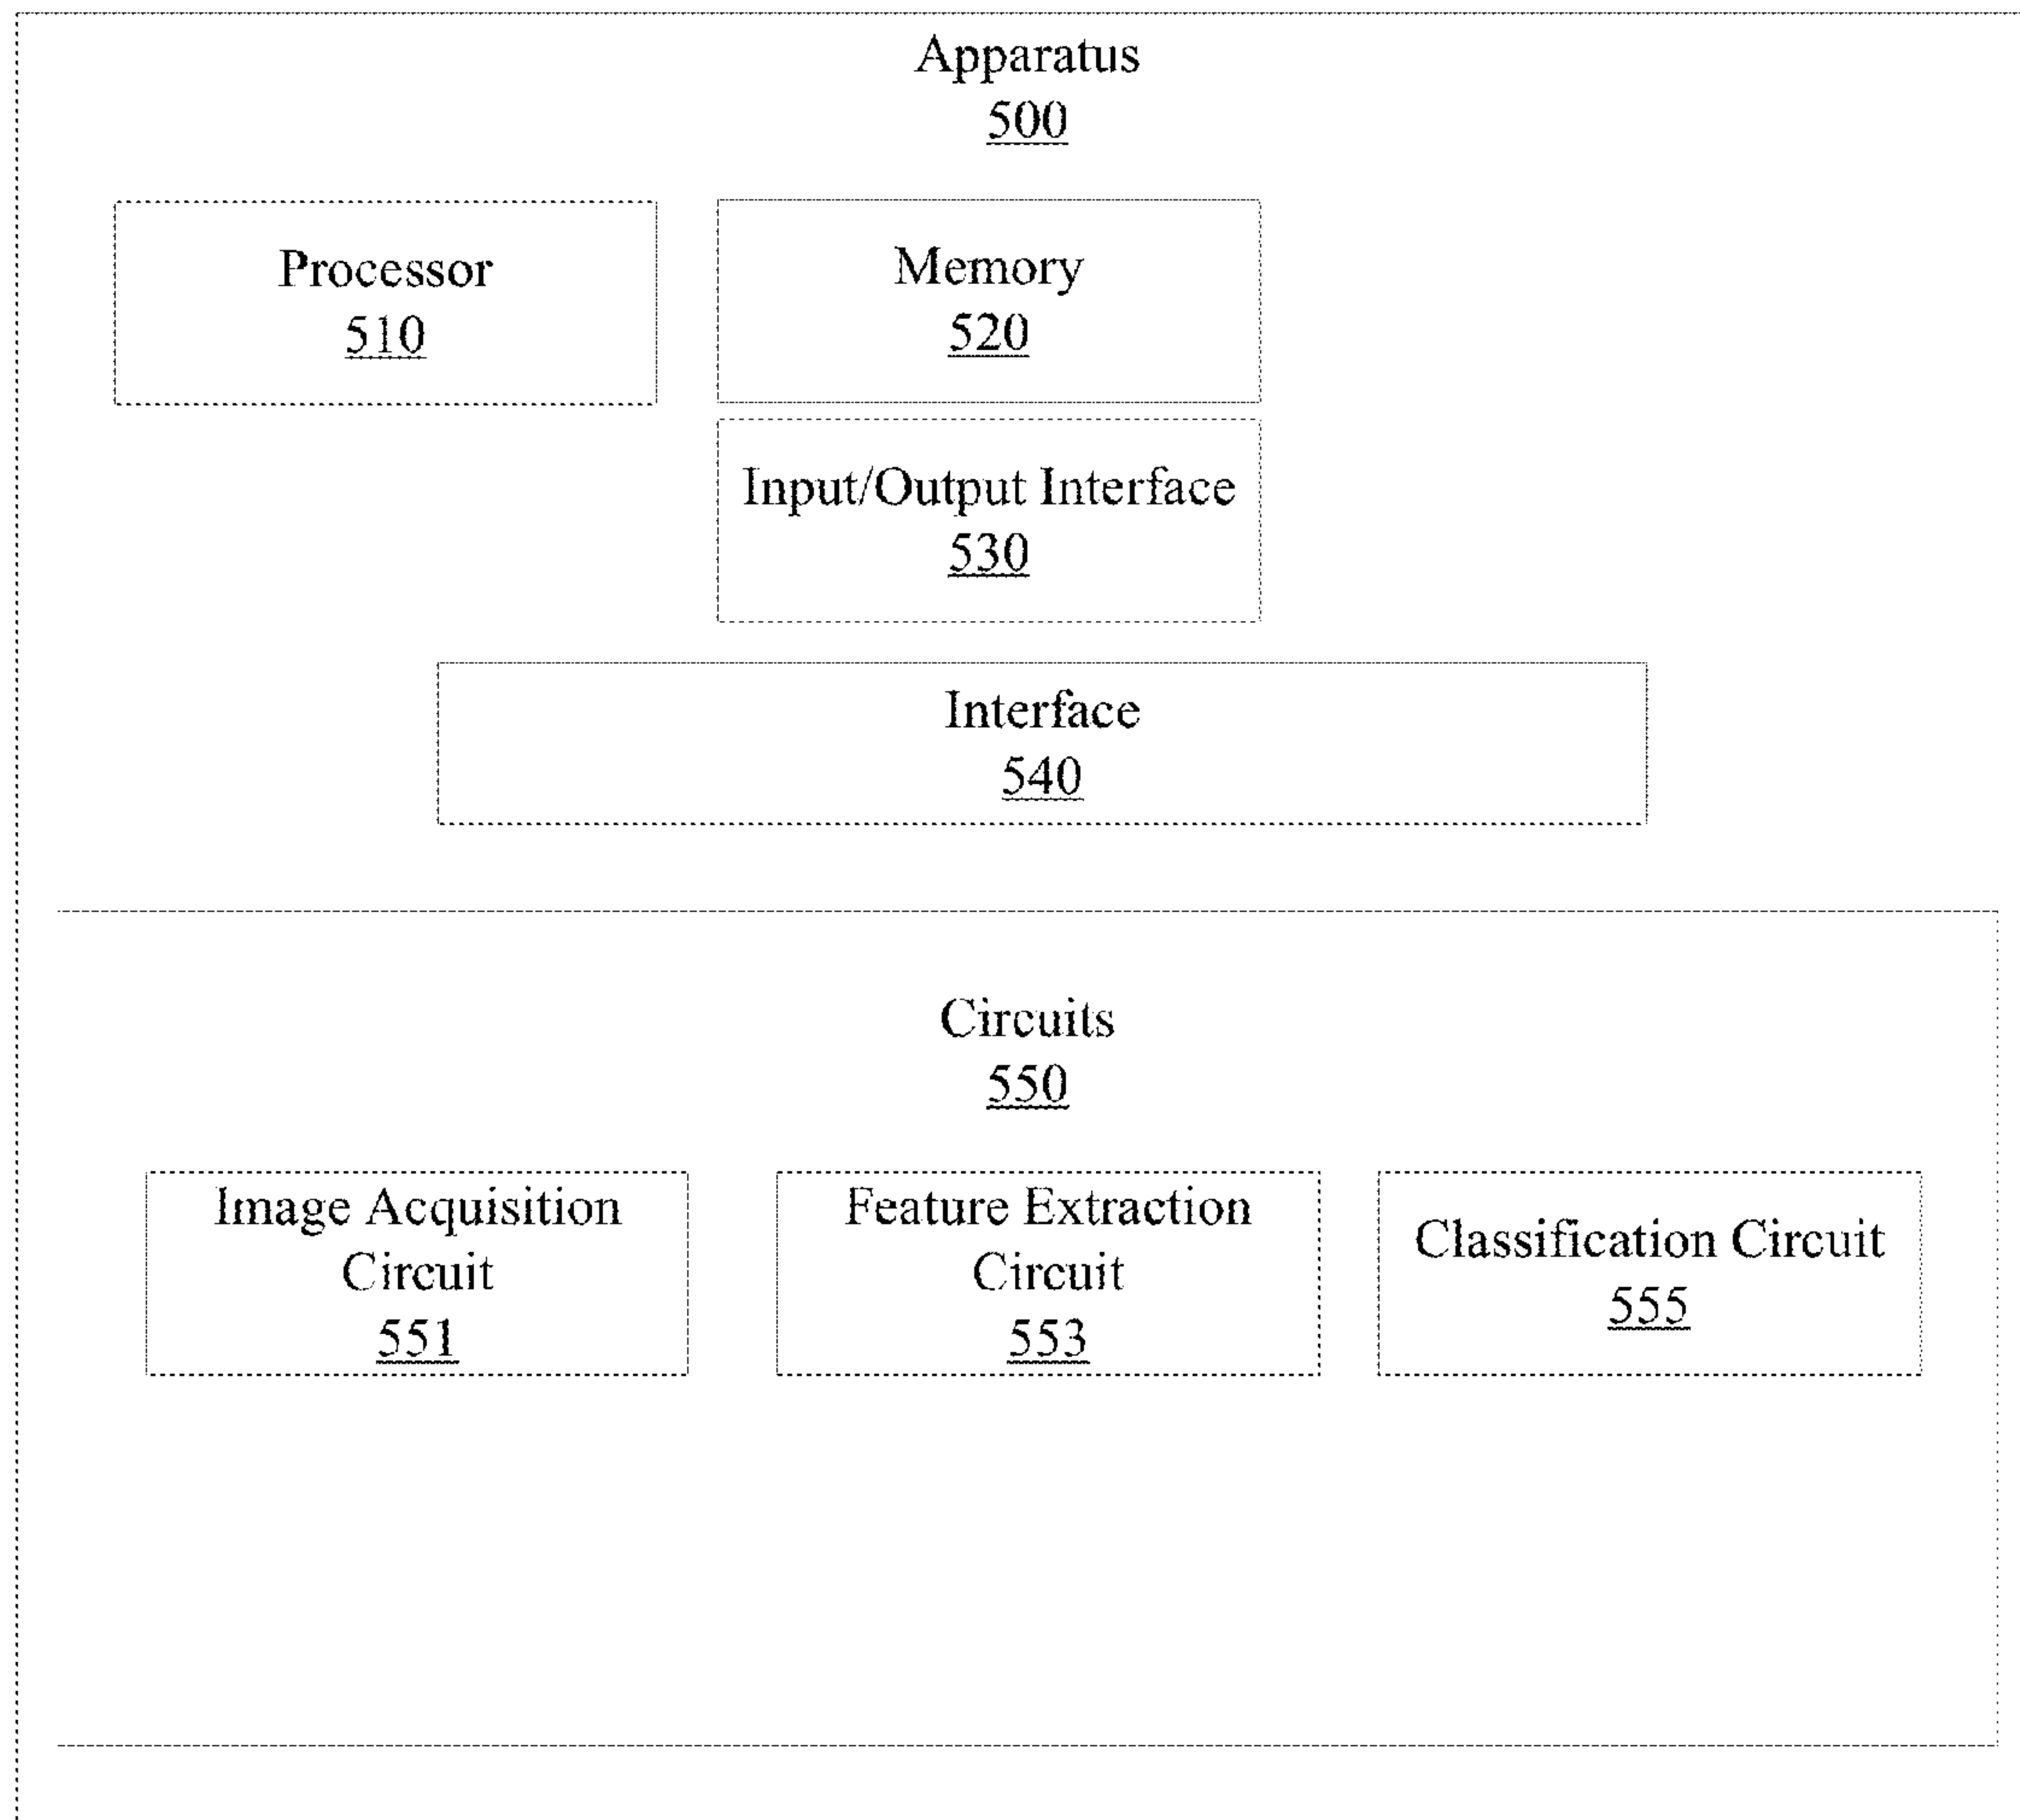 Apparatus
500
Processor
510
Memory
520
Input/Output Interface
530
Interface
540
Circuits
550
Image Acquisition
Circuit
551
Feature Extraction
Circuit
553
Classification Circuit
555